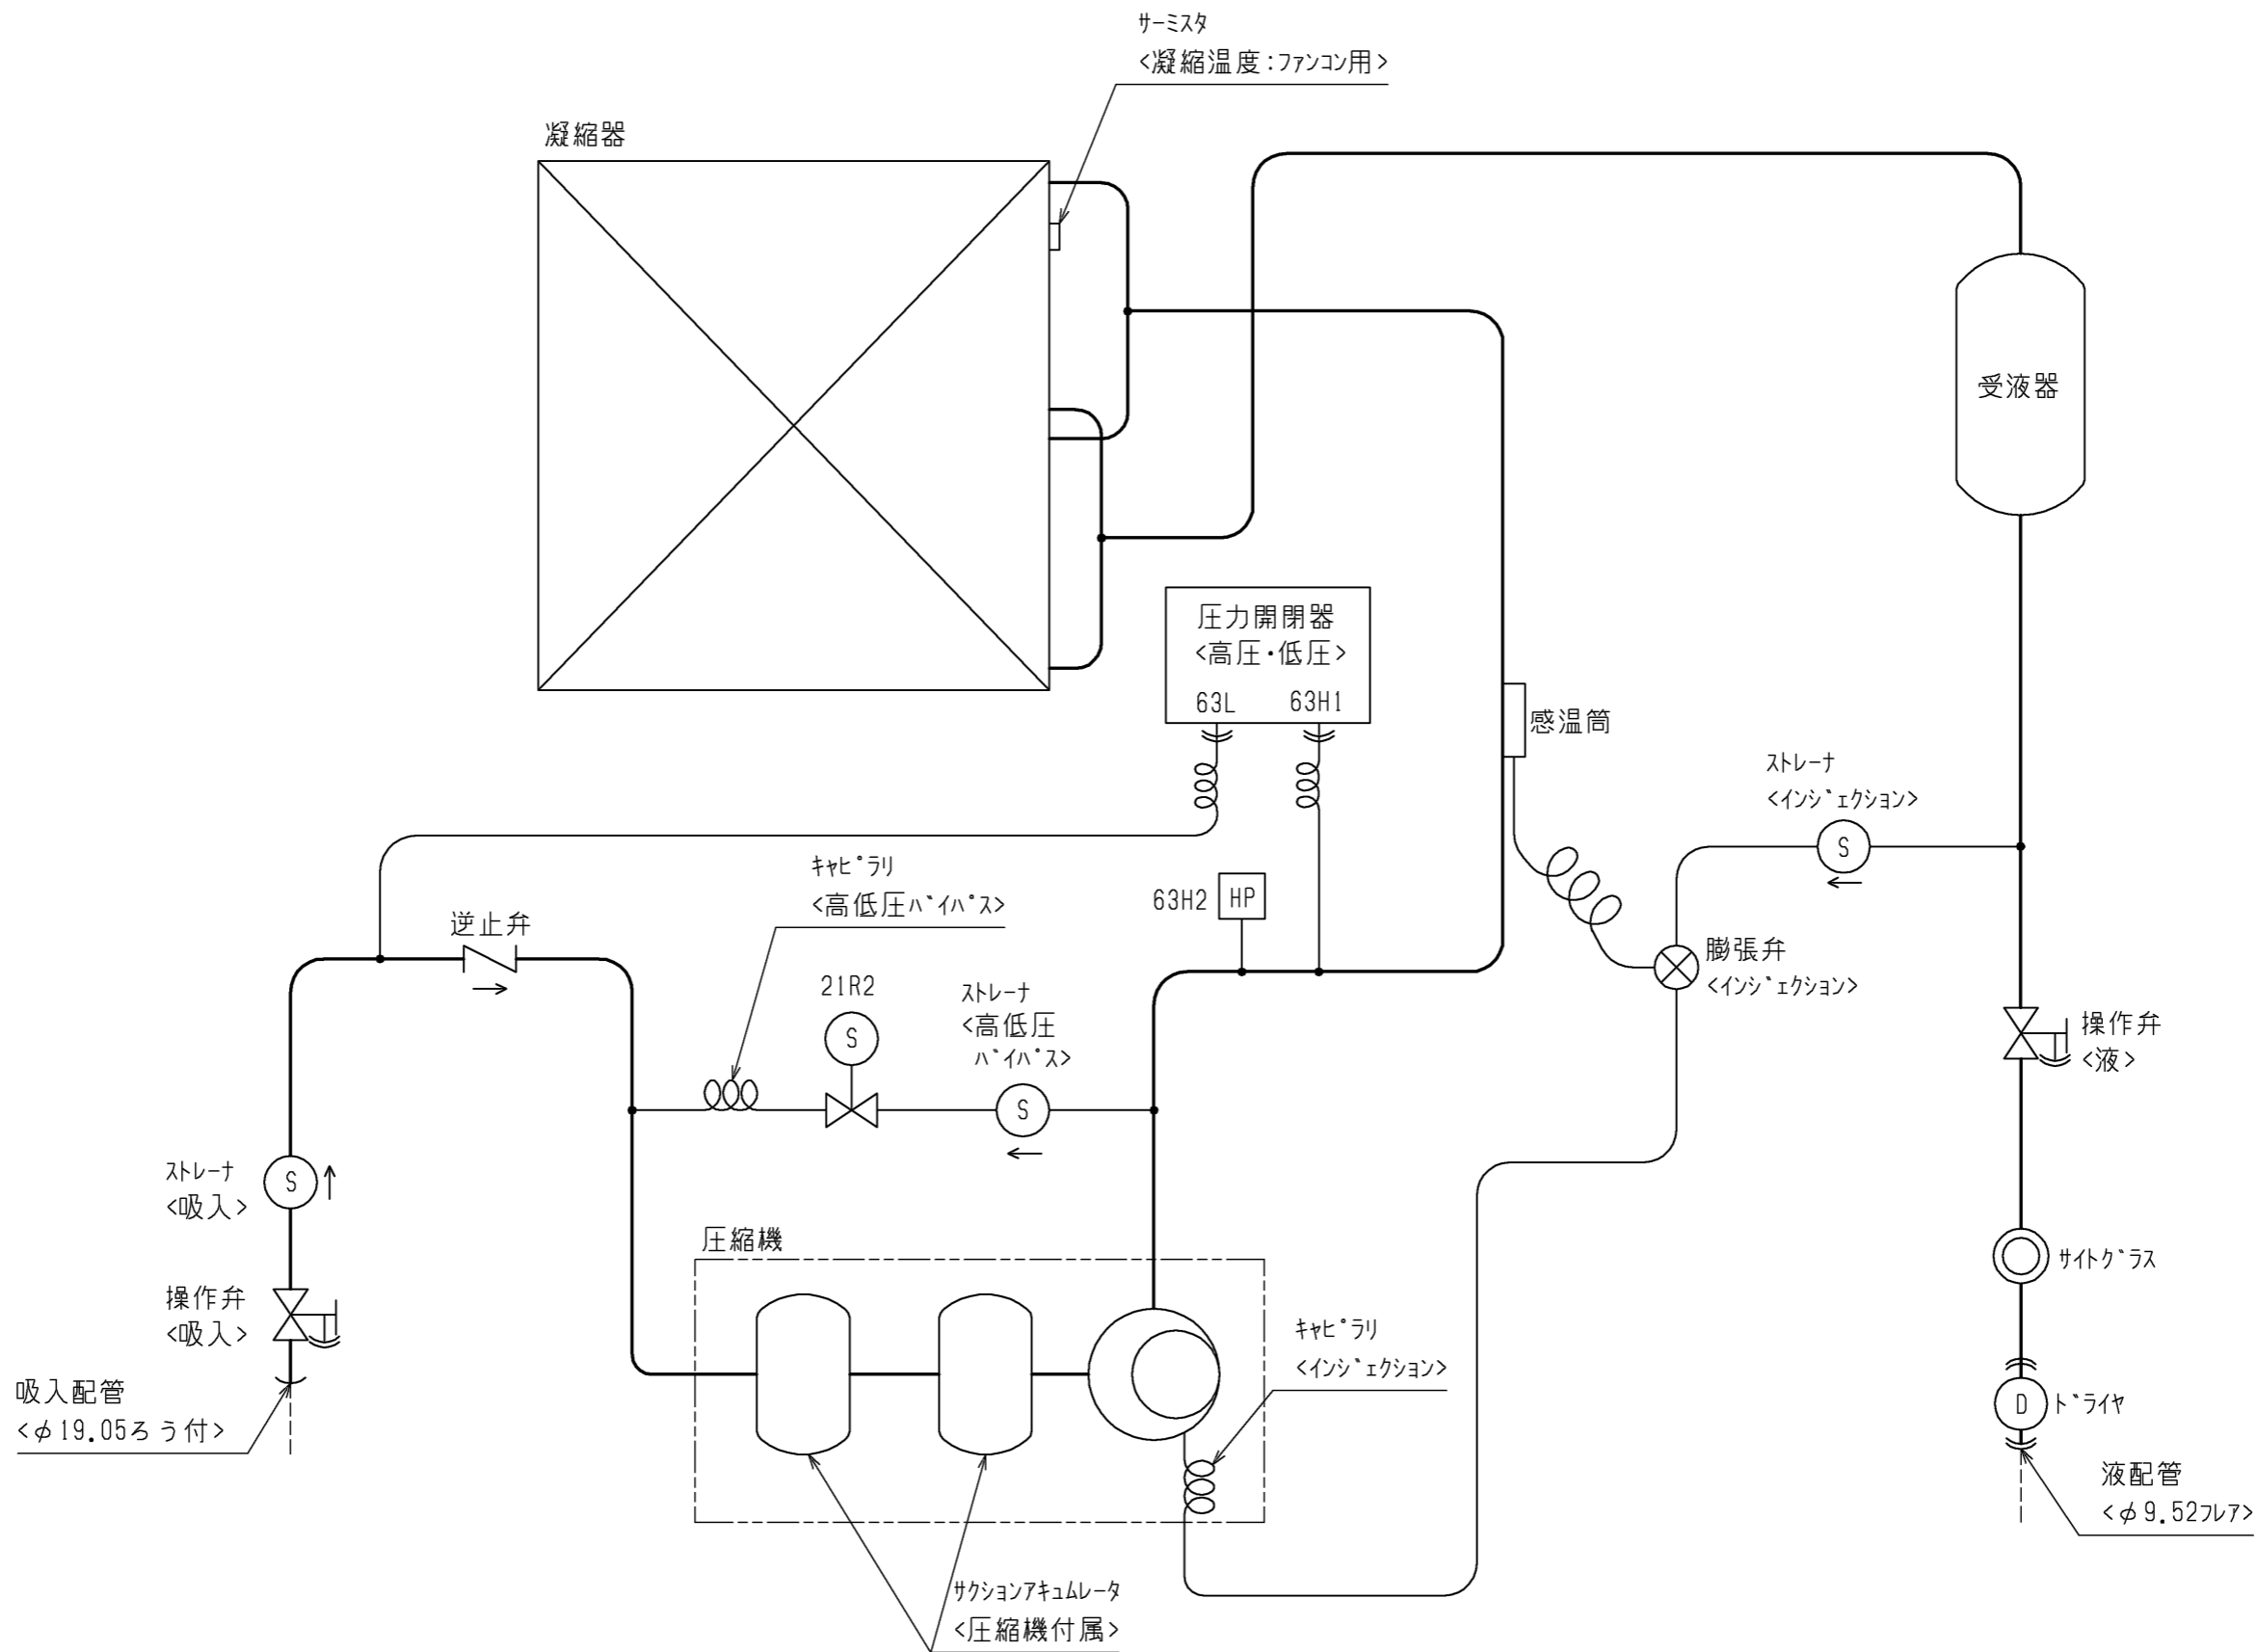 サーミスタ
<凝縮温度:ファンコン用>
凝縮器
受液器
圧力開閉器
<高圧・低圧>
63L 63H1
感温筒
ストレーナ
<インジェクション>
S
キャピラリ
<高低圧バイパス>
63H2 HP
逆止弁
膨張弁
<インジェクション>
21R2
S
ストレーナ
<高低圧
バイパス>
S
操作弁
<液>
ストレーナ
<吸入>
S
圧縮機
サイトグラス
操作弁
<吸入>
キャピラリ
<インジェクション>
吸入配管
<φ19.05ろう付>
D
ドライヤ
液配管
<φ9.52フレア>
サクションアキュムレータ
<圧縮機付属>